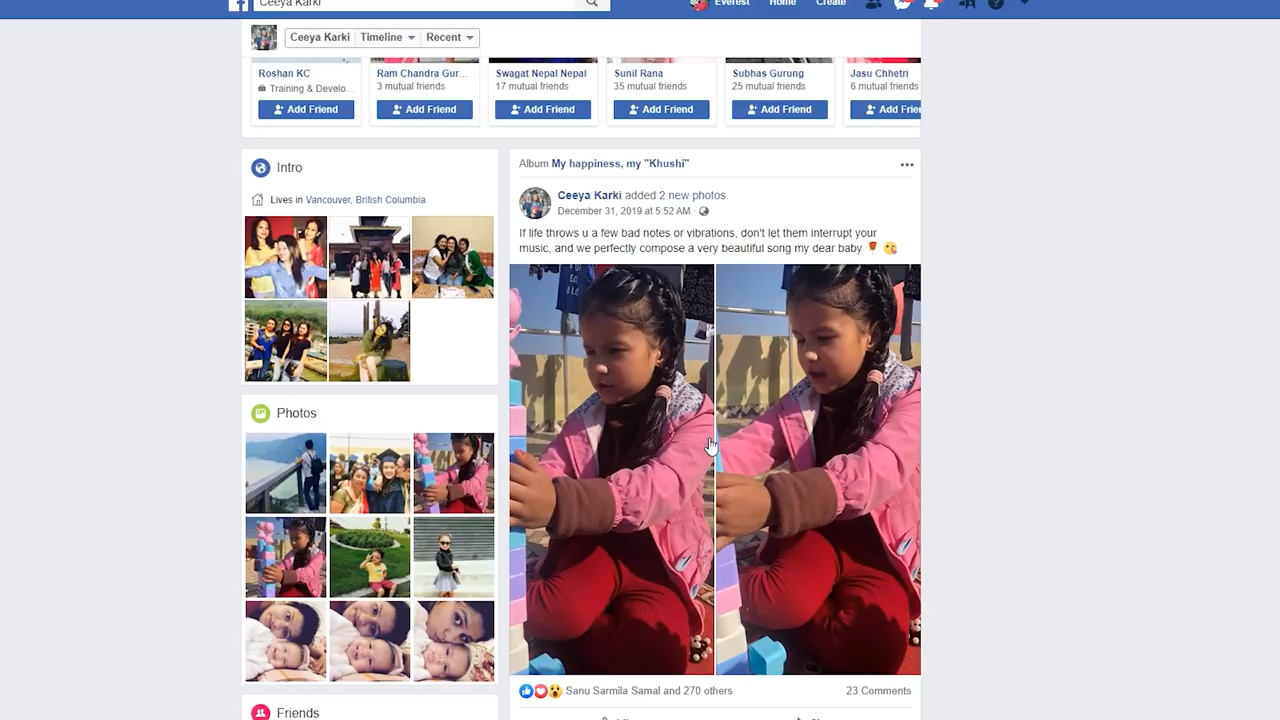 Ceeya Karki
Everest
Home
Create
Ceeya Karki
Timeline
Recent
Roshan KC
Training & Develo...
Add Friend
Ram Chandra Gur...
3 mutual friends
Add Friend
Swagat Nepal Nepal
17 mutual friends
Add Friend
Sunil Rana
35 mutual friends
Add Friend
Subhas Gurung
25 mutual friends
Add Friend
Jasu Chhetri
6 mutual friends
Add Frie
Intro
Lives in Vancouver, British Columbia
Photos
Friends
Album My happiness, my "Khushi"
Ceeya Karki added 2 new photos.
December 31, 2019 at 5:52 AM ·
If life throws u a few bad notes or vibrations, don't let them interrupt your
music, and we perfectly compose a very beautiful song my dear baby 🌹 😘
Sanu Sarmila Samal and 270 others
23 Comments